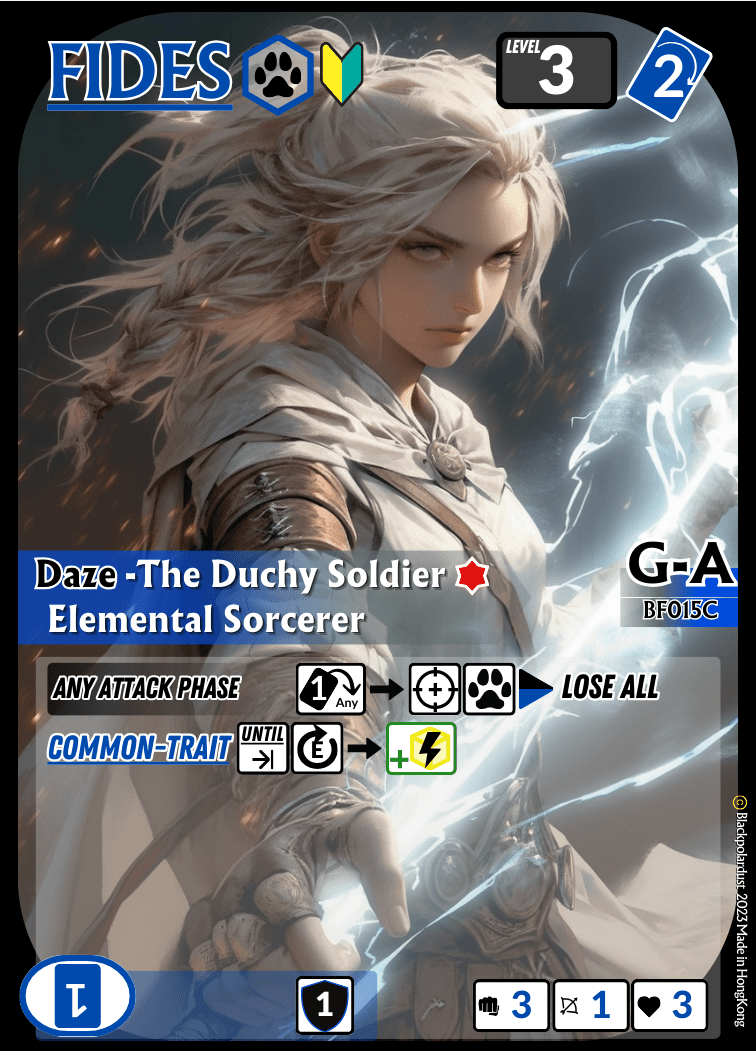 FIDES
LEVEL 3
2
Daze -The Duchy Soldier
Elemental Sorcerer
G-A
BF015C
ANY ATTACK PHASE 1 Any LOSE ALL
COMMON-TRAIT UNTIL E +
1
1
3 1 3
© Blackpolardust 2023 Made in HongKong